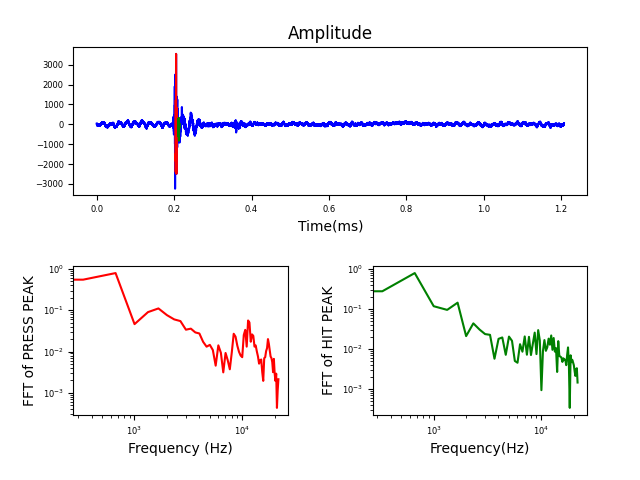 Amplitude
3000
2000
1000
0
−1000
−2000
−3000
0.0 0.2 0.4 0.6 0.8 1.0 1.2
Time(ms)
FFT of PRESS PEAK
10⁰
10⁻¹
10⁻²
10⁻³
10³ 10⁴
Frequency (Hz)
FFT of HIT PEAK
10⁰
10⁻¹
10⁻²
10⁻³
10³ 10⁴
Frequency(Hz)